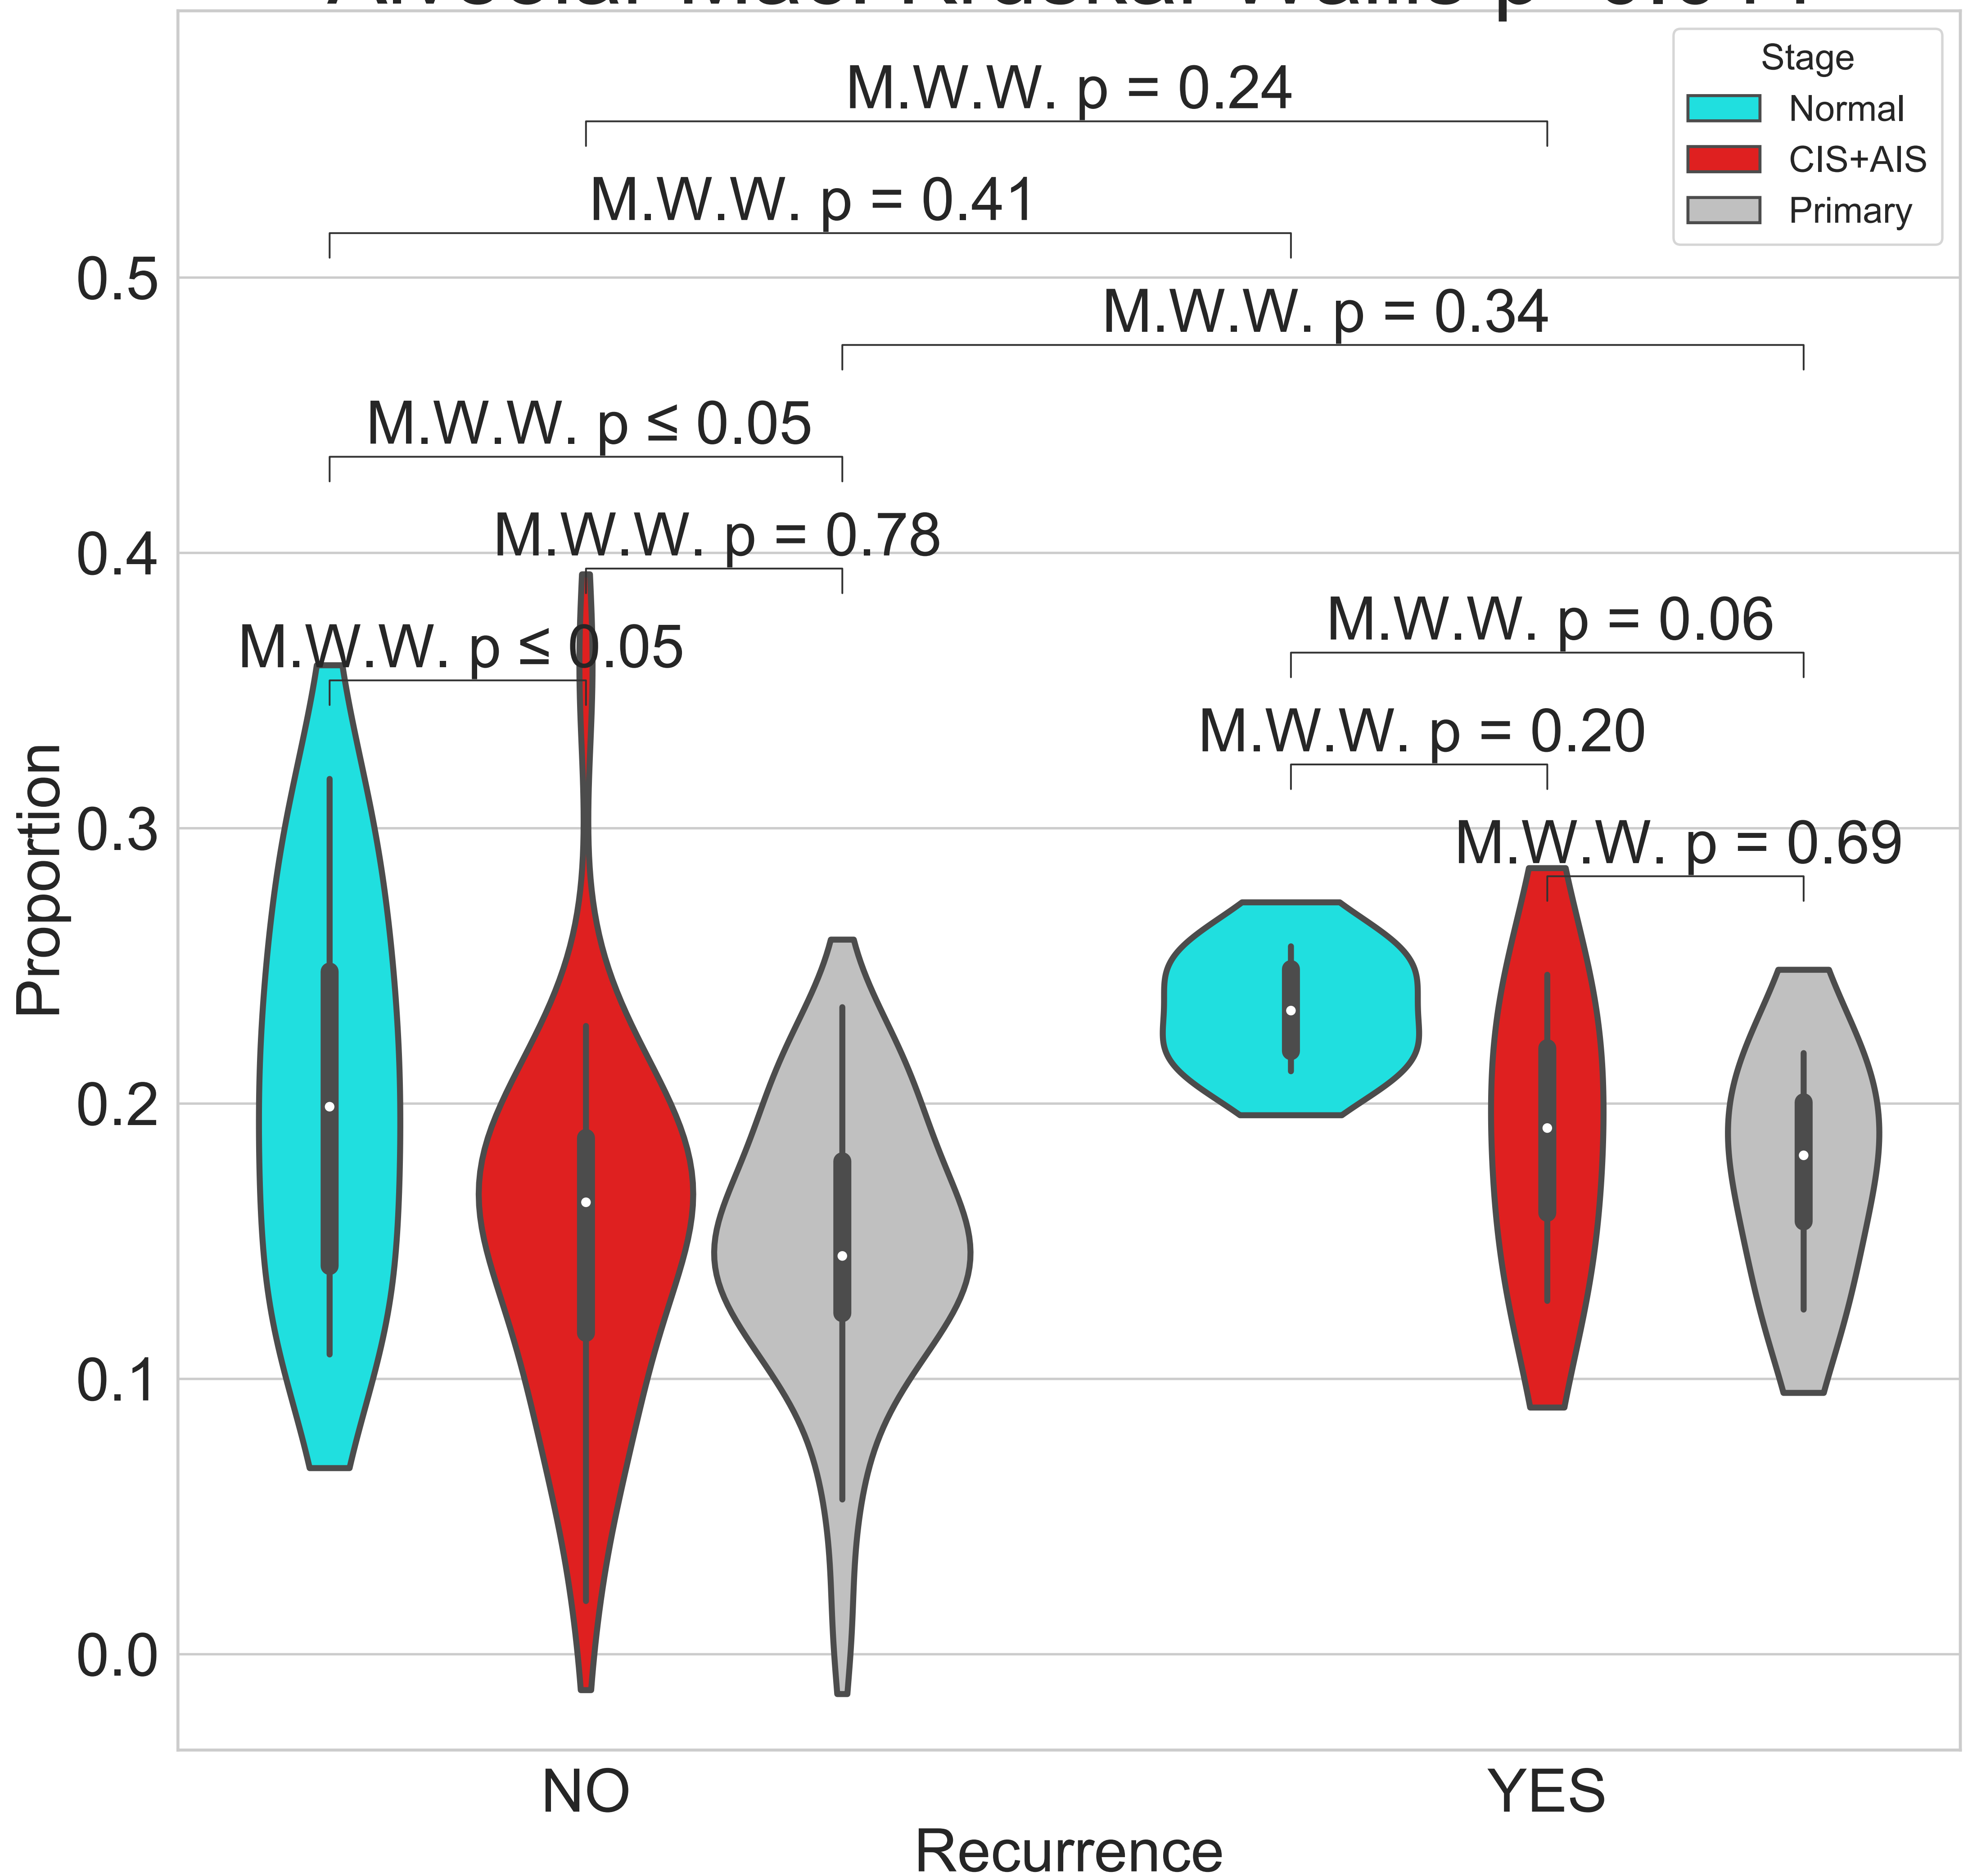 Stage
Normal
CIS+AIS
Primary
M.W.W. p = 0.24
M.W.W. p = 0.41
M.W.W. p = 0.34
M.W.W. p ≤ 0.05
M.W.W. p = 0.78
M.W.W. p ≤ 0.05
M.W.W. p = 0.06
M.W.W. p = 0.20
M.W.W. p = 0.69
Proportion
0.5
0.4
0.3
0.2
0.1
0.0
NO
YES
Recurrence